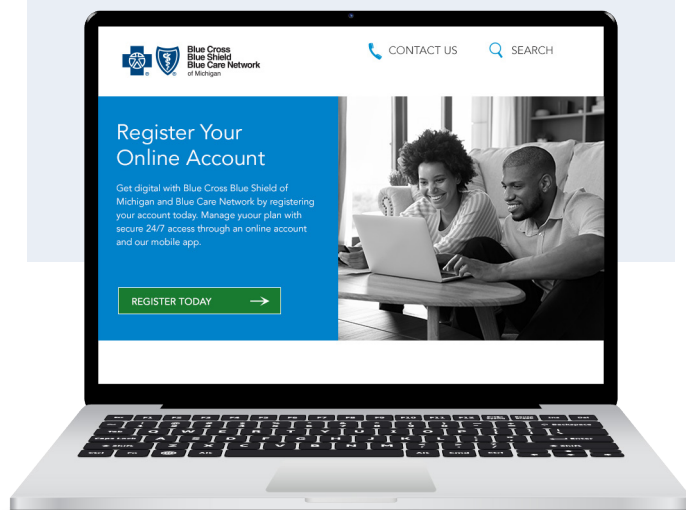 Blue Cross
Blue Shield
Blue Care Network
of Michigan
CONTACT US
SEARCH
Register Your
Online Account
Get digital with Blue Cross Blue Shield of
Michigan and Blue Care Network by registering
your account today. Manage yuour plan with
secure 24/7 access through an online account
and our mobile app.
REGISTER TODAY